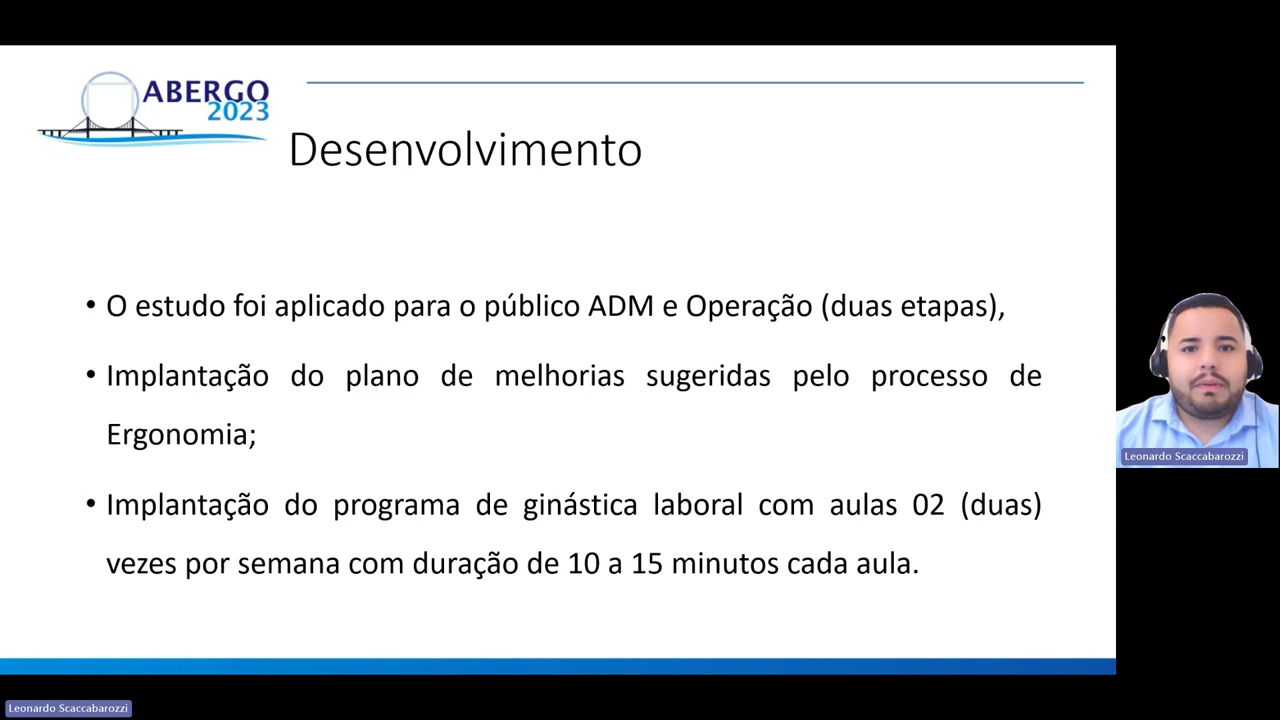 ABERGO
2023
Desenvolvimento
• O estudo foi aplicado para o público ADM e Operação (duas etapas),
• Implantação do plano de melhorias sugeridas pelo processo de
Ergonomia;
• Implantação do programa de ginástica laboral com aulas 02 (duas)
vezes por semana com duração de 10 a 15 minutos cada aula.
Leonardo Scaccabarozzi
Leonardo Scaccabarozzi